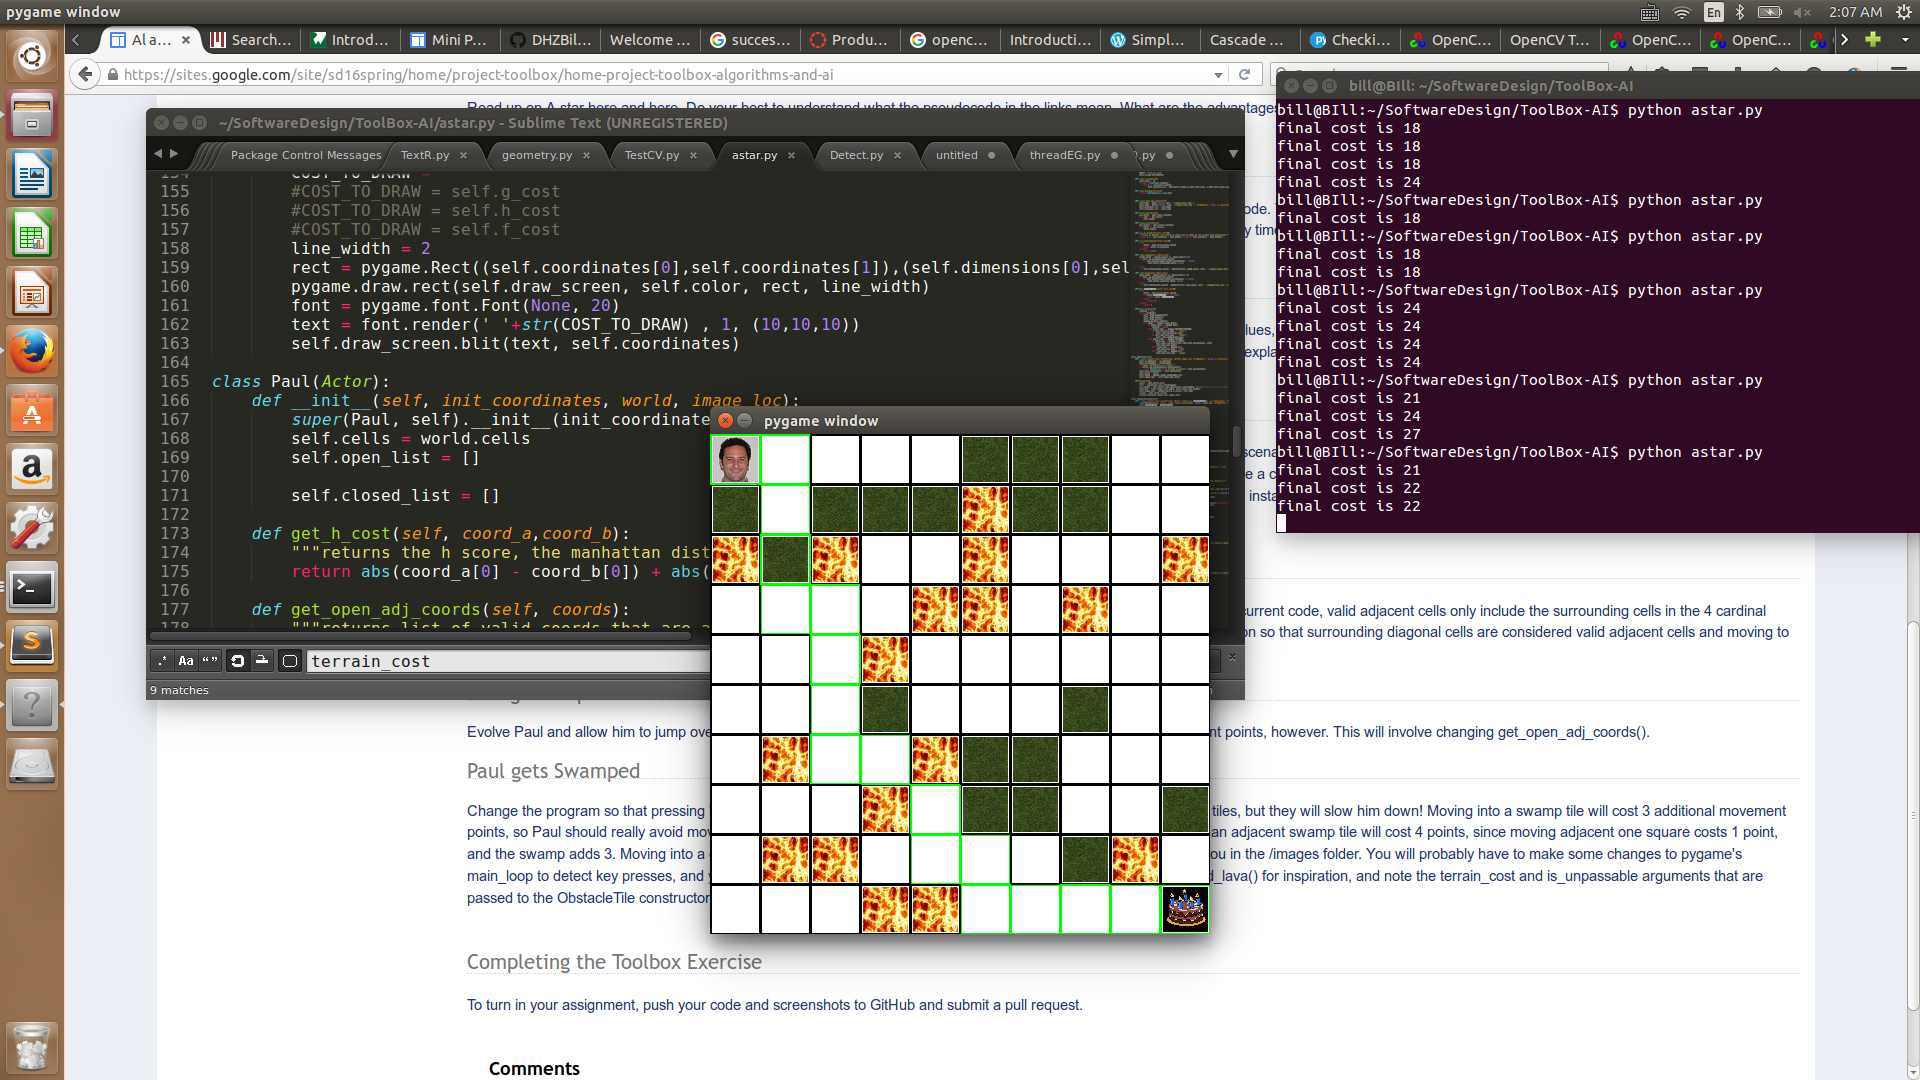 pygame window
En
2:07 AM
AI a...
Search...
Introd...
Mini P...
DHZBil...
Welcome ...
succes...
Produ...
openc...
Introducti...
Simpl...
Cascade ...
Checki...
OpenC...
OpenCV T...
OpenC...
OpenC...
https://sites.google.com/site/sd16spring/home/project-toolbox/home-project-toolbox-algorithms-and-ai
~/SoftwareDesign/ToolBox-AI/astar.py - Sublime Text (UNREGISTERED)
Package Control Messages
TextR.py
geometry.py
TestCV.py
astar.py
Detect.py
untitled
threadEG.py
.py
154 COST_TO_DRAW =
155 #COST_TO_DRAW = self.g_cost
156 #COST_TO_DRAW = self.h_cost
157 #COST_TO_DRAW = self.f_cost
158 line_width = 2
159 rect = pygame.Rect((self.coordinates[0],self.coordinates[1]),(self.dimensions[0],sel
160 pygame.draw.rect(self.draw_screen, self.color, rect, line_width)
161 font = pygame.font.Font(None, 20)
162 text = font.render(' '+str(COST_TO_DRAW) , 1, (10,10,10))
163 self.draw_screen.blit(text, self.coordinates)
164
165 class Paul(Actor):
166 def __init__(self, init_coordinates, world, image_loc):
167 super(Paul, self).__init__(init_coordinate
168 self.cells = world.cells
169 self.open_list = []
170
171 self.closed_list = []
172
173 def get_h_cost(self, coord_a,coord_b):
174 """returns the h score, the manhattan dist
175 return abs(coord_a[0] - coord_b[0]) + abs(
176
177 def get_open_adj_coords(self, coords):
178 """returns list of valid coords that are a
.*
Aa
“ ”
terrain_cost
9 matches
pygame window
bill@BIll: ~/SoftwareDesign/ToolBox-AI
bill@BIll:~/SoftwareDesign/ToolBox-AI$ python astar.py
final cost is 18
final cost is 18
final cost is 18
final cost is 24
bill@BIll:~/SoftwareDesign/ToolBox-AI$ python astar.py
final cost is 18
bill@BIll:~/SoftwareDesign/ToolBox-AI$ python astar.py
final cost is 18
final cost is 18
bill@BIll:~/SoftwareDesign/ToolBox-AI$ python astar.py
final cost is 24
final cost is 24
final cost is 24
final cost is 24
bill@BIll:~/SoftwareDesign/ToolBox-AI$ python astar.py
final cost is 21
final cost is 24
final cost is 27
bill@BIll:~/SoftwareDesign/ToolBox-AI$ python astar.py
final cost is 21
final cost is 22
final cost is 22
Read up on A star here and here. Do your best to understand what the pseudocode in the links mean. What are the advantages
ode.
y time
lues,
expla
scena
e a c
insta
current code, valid adjacent cells only include the surrounding cells in the 4 cardinal
on so that surrounding diagonal cells are considered valid adjacent cells and moving to
Evolve Paul and allow him to jump ove nt points, however. This will involve changing get_open_adj_coords().
Paul gets Swamped
Change the program so that pressing tiles, but they will slow him down! Moving into a swamp tile will cost 3 additional movement
points, so Paul should really avoid mov an adjacent swamp tile will cost 4 points, since moving adjacent one square costs 1 point,
and the swamp adds 3. Moving into a ou in the /images folder. You will probably have to make some changes to pygame's
main_loop to detect key presses, and d_lava() for inspiration, and note the terrain_cost and is_unpassable arguments that are
passed to the ObstacleTile constructor
Completing the Toolbox Exercise
To turn in your assignment, push your code and screenshots to GitHub and submit a pull request.
Comments